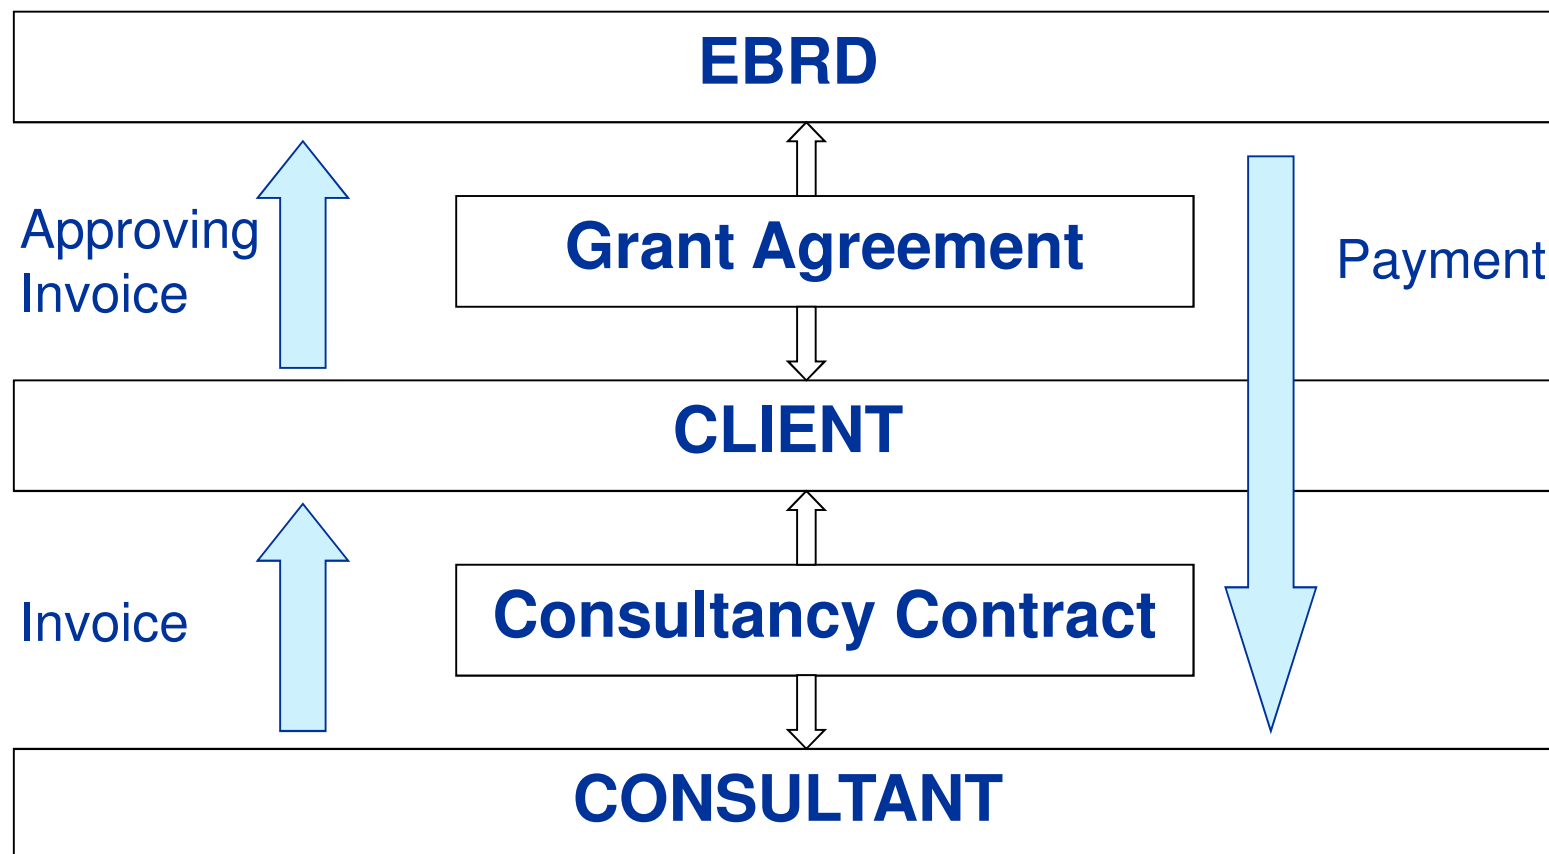 EBRD
Approving
Invoice
Grant Agreement
Payment
CLIENT
Invoice
Consultancy Contract
CONSULTANT